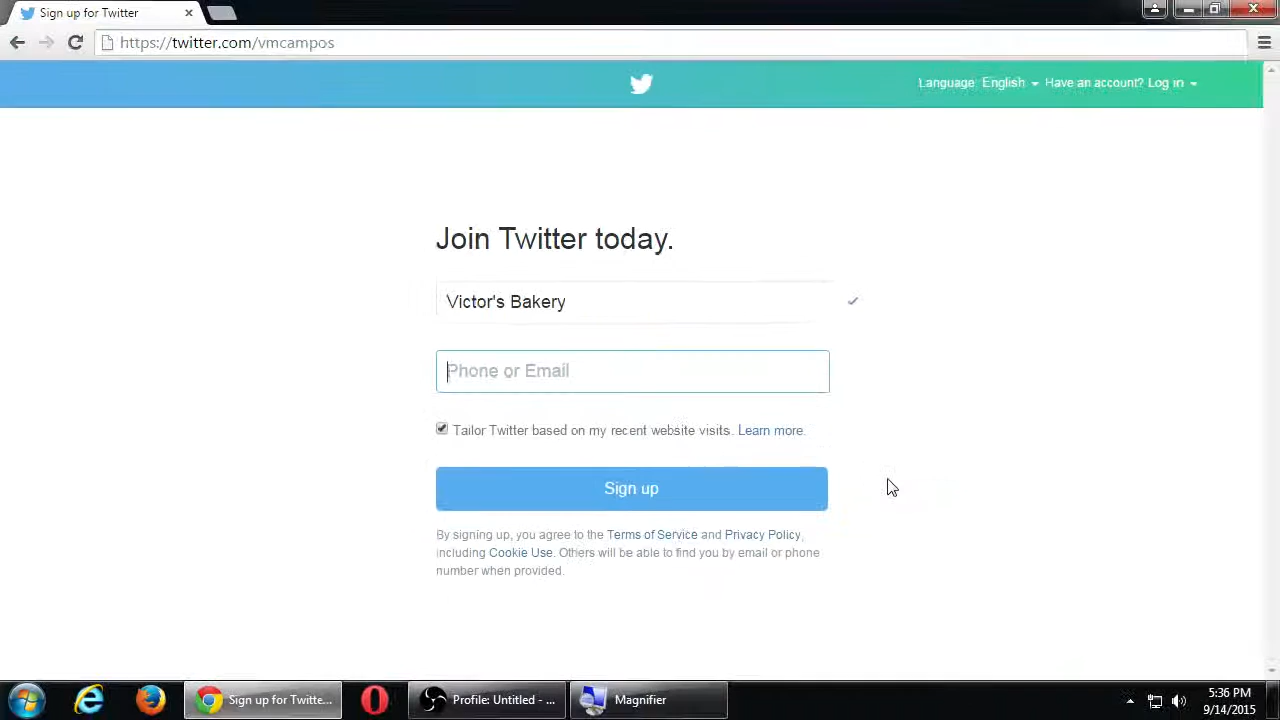 Sign up for Twitter
https://twitter.com/vmcampos
Language: English Have an account? Log in
Join Twitter today.
Victor's Bakery
Phone or Email
Tailor Twitter based on my recent website visits. Learn more.
Sign up
By signing up, you agree to the Terms of Service and Privacy Policy,
including Cookie Use. Others will be able to find you by email or phone
number when provided.
Sign up for Twitte...
Profile: Untitled - ...
Magnifier
5:36 PM
9/14/2015